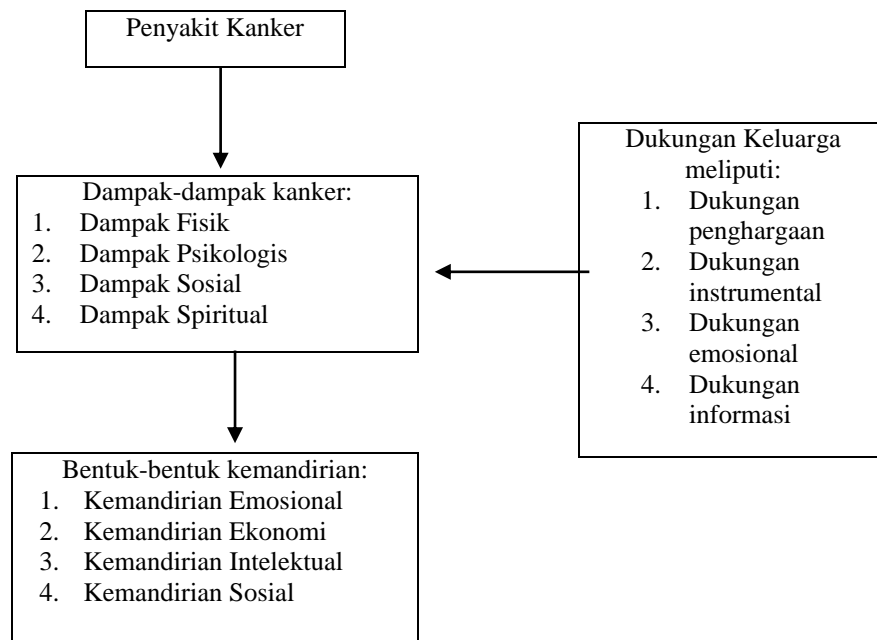 Penyakit Kanker
Dampak-dampak kanker:
1. Dampak Fisik
2. Dampak Psikologis
3. Dampak Sosial
4. Dampak Spiritual
Dukungan Keluarga
meliputi:
1. Dukungan
penghargaan
2. Dukungan
instrumental
3. Dukungan
emosional
4. Dukungan
informasi
Bentuk-bentuk kemandirian:
1. Kemandirian Emosional
2. Kemandirian Ekonomi
3. Kemandirian Intelektual
4. Kemandirian Sosial